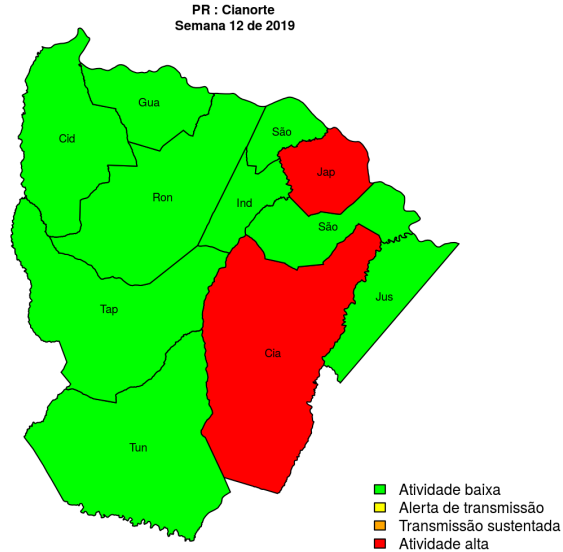 PR : Cianorte
Semana 12 de 2019
Gua
São
Cid
Jap
Ron
Ind
São
Jus
Tap
Cia
Tun
Atividade baixa
Alerta de transmissão
Transmissão sustentada
Atividade alta